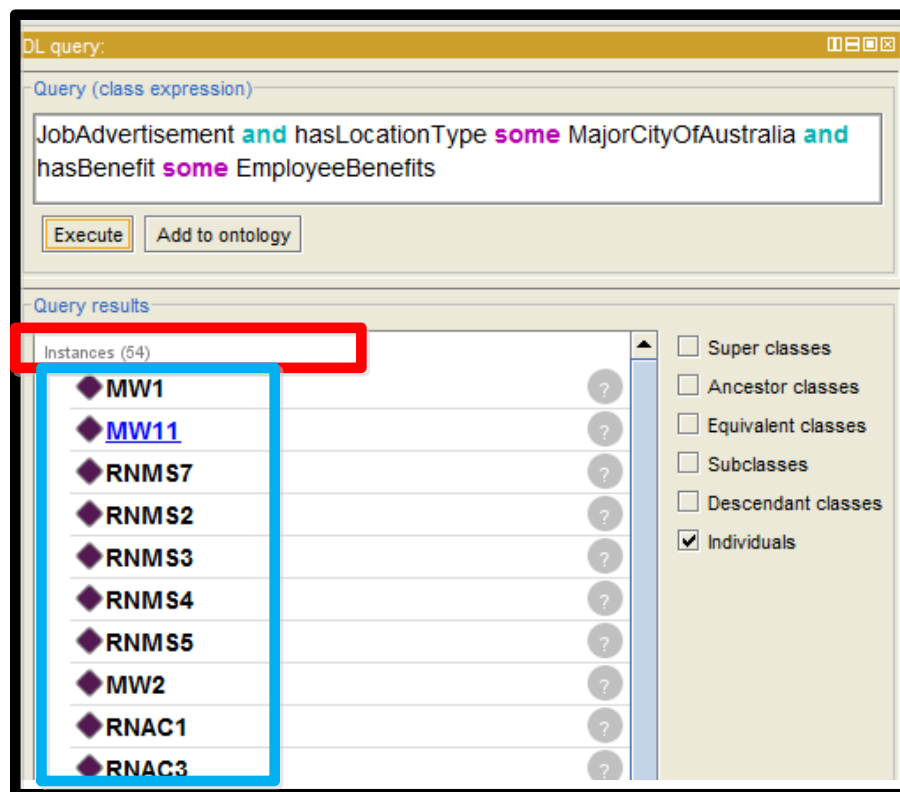 DL query:
Query (class expression)
JobAdvertisement and hasLocationType some MajorCityOfAustralia and
hasBenefit some EmployeeBenefits
Execute
Add to ontology
Query results
Instances (54)
MW1
?
MW11
?
RNMS7
?
RNMS2
?
RNMS3
?
RNMS4
?
RNMS5
?
MW2
?
RNAC1
?
RNAC3
?
Super classes
Ancestor classes
Equivalent classes
Subclasses
Descendant classes
Individuals